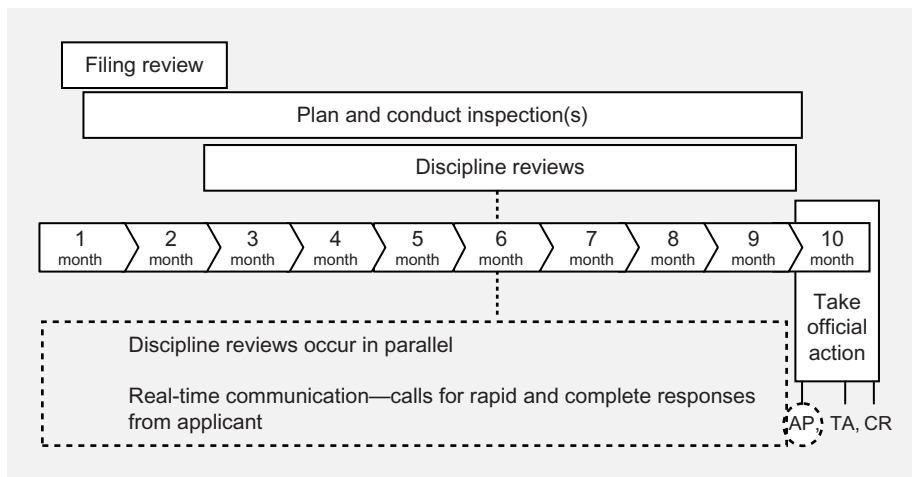 Filing review
Plan and conduct inspection(s)
Discipline reviews
1 2 3 4 5 6 7 8 9 10
month month month month month month month month month month
Take
official
action
Discipline reviews occur in parallel
Real-time communication—calls for rapid and complete responses
from applicant
AP, TA, CR